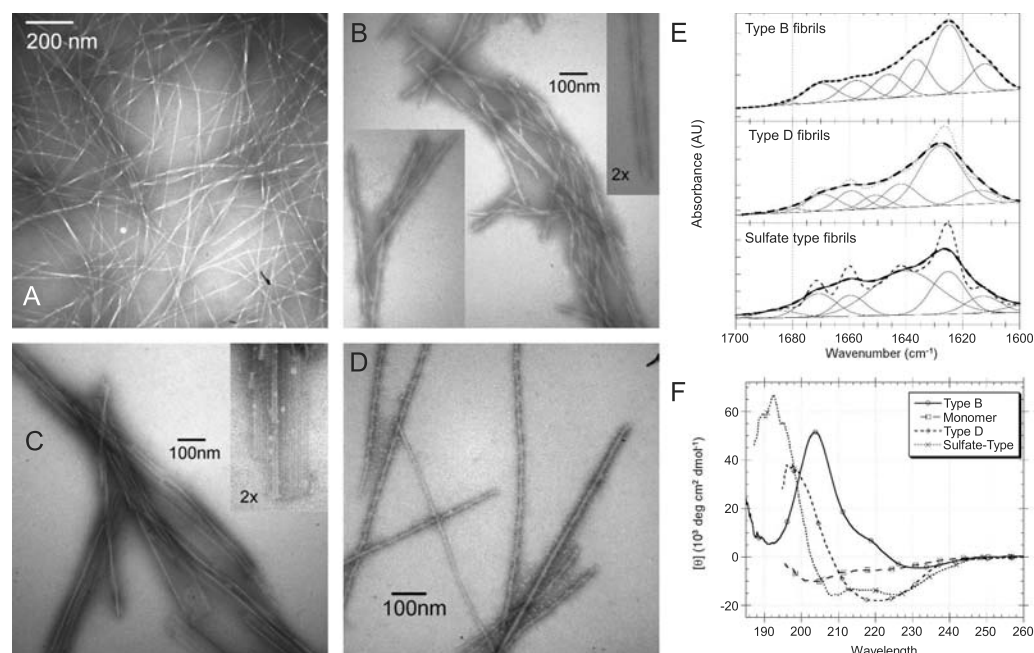 200 nm
A
B
100nm
2x
C
100nm
2x
D
100nm
E
Type B fibrils
Type D fibrils
Sulfate type fibrils
Absorbance (AU)
1700 1680 1660 1640 1620 1600
Wavenumber (cm⁻¹)
F
Type B
Monomer
Type D
Sulfate-Type
[θ] (10³ deg cm² dmol⁻¹)
60
40
20
0
-20
190 200 210 220 230 240 250 260
Wavelength